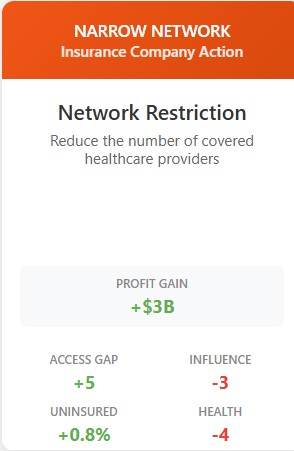 NARROW NETWORK
Insurance Company Action
Network Restriction
Reduce the number of covered
healthcare providers
PROFIT GAIN
+$3B
ACCESS GAP INFLUENCE
+5 -3
UNINSURED HEALTH
+0.8% -4